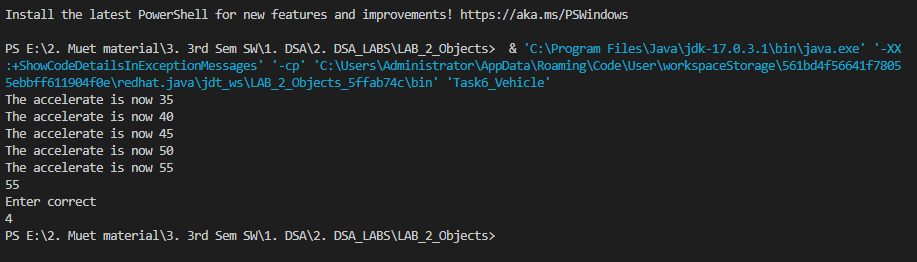 Install the latest PowerShell for new features and improvements! https://aka.ms/PSWindows
PS E:\2. Muet material\3. 3rd Sem SW\1. DSA\2. DSA_LABS\LAB_2_Objects>  & 'C:\Program Files\Java\jdk-17.0.3.1\bin\java.exe' '-XX
:+ShowCodeDetailsInExceptionMessages' '-cp' 'C:\Users\Administrator\AppData\Roaming\Code\User\workspaceStorage\561bd4f56641f7805
5ebbff611904f0e\redhat.java\jdt_ws\LAB_2_Objects_5ffab74c\bin' 'Task6_Vehicle'
The accelerate is now 35
The accelerate is now 40
The accelerate is now 45
The accelerate is now 50
The accelerate is now 55
55
Enter correct
4
PS E:\2. Muet material\3. 3rd Sem SW\1. DSA\2. DSA_LABS\LAB_2_Objects>